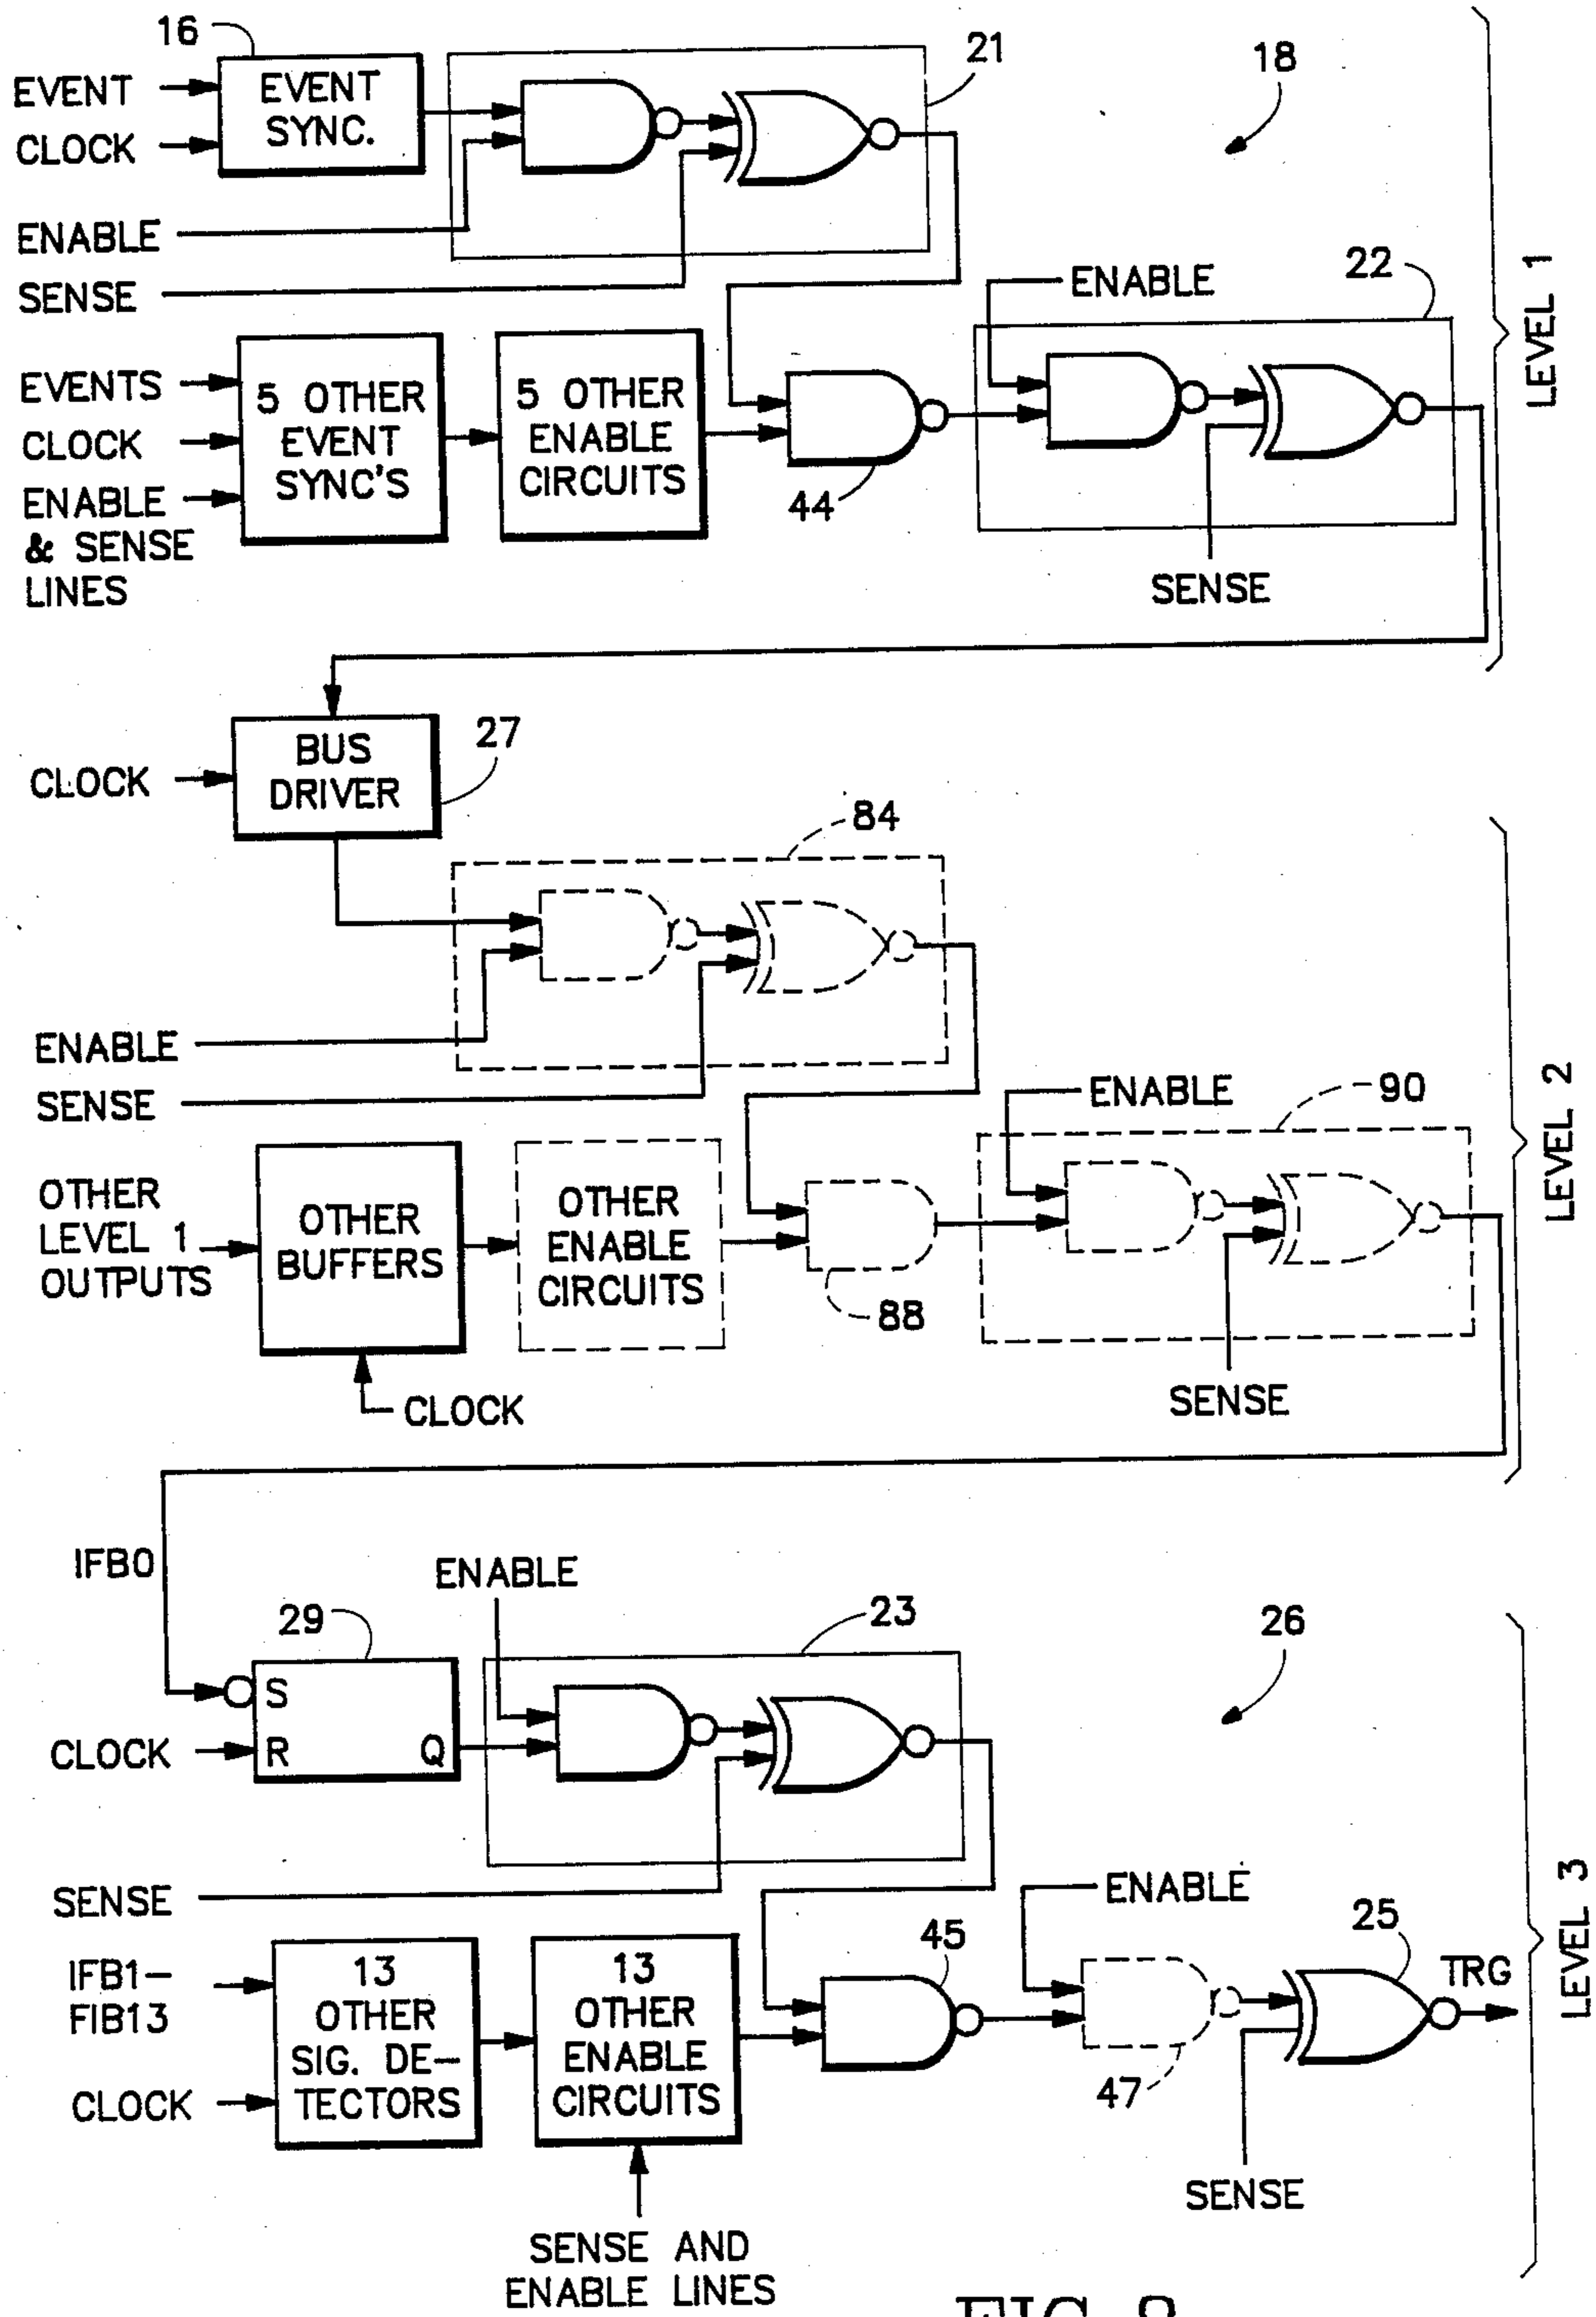 16
21
18
EVENT
CLOCK
EVENT
SYNC.
ENABLE
SENSE
ENABLE
22
LEVEL 1
EVENTS
CLOCK
ENABLE
& SENSE
LINES
5 OTHER
EVENT
SYNC'S
5 OTHER
ENABLE
CIRCUITS
44
SENSE
CLOCK
BUS
DRIVER
27
84
ENABLE
SENSE
ENABLE
90
LEVEL 2
OTHER
LEVEL 1
OUTPUTS
OTHER
BUFFERS
OTHER
ENABLE
CIRCUITS
88
SENSE
CLOCK
IFB0
ENABLE
29
23
26
S
R
Q
CLOCK
SENSE
ENABLE
45
25
TRG
LEVEL 3
IFB1-
FIB13
CLOCK
13
OTHER
SIG. DE-
TECTORS
13
OTHER
ENABLE
CIRCUITS
47
SENSE
SENSE AND
ENABLE LINES